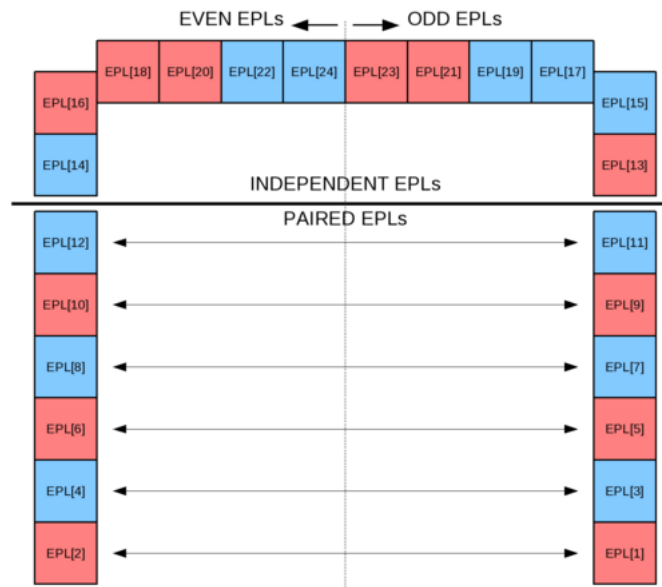 EVEN EPLs ODD EPLs
EPL[18] EPL[20] EPL[22] EPL[24] EPL[23] EPL[21] EPL[19] EPL[17]
EPL[16] EPL[15]
EPL[14] EPL[13]
INDEPENDENT EPLs
PAIRED EPLs
EPL[12] EPL[11]
EPL[10] EPL[9]
EPL[8] EPL[7]
EPL[6] EPL[5]
EPL[4] EPL[3]
EPL[2] EPL[1]